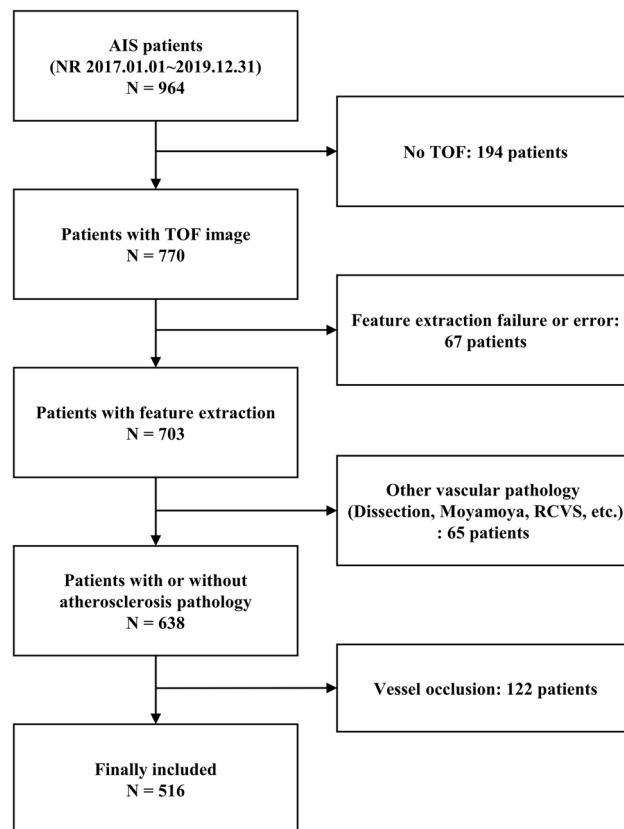 AIS patients
(NR 2017.01.01~2019.12.31)
N = 964
No TOF: 194 patients
Patients with TOF image
N = 770
Feature extraction failure or error:
67 patients
Patients with feature extraction
N = 703
Other vascular pathology
(Dissection, Moyamoya, RCVS, etc.)
: 65 patients
Patients with or without
atherosclerosis pathology
N = 638
Vessel occlusion: 122 patients
Finally included
N = 516